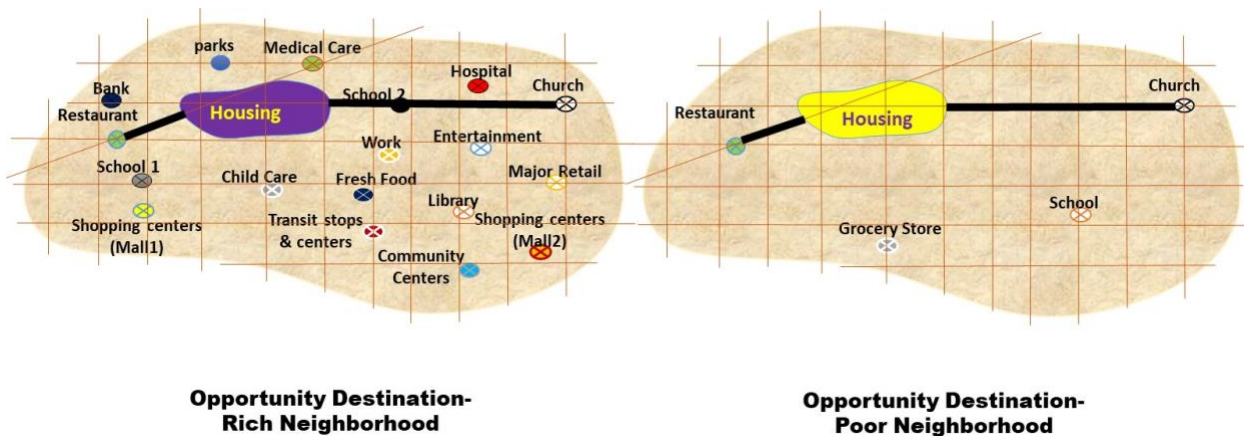 parks
Medical Care
Hospital
Church
Bank
School 2
Restaurant
Housing
Work
Entertainment
School 1
Child Care
Fresh Food
Major Retail
Library
Shopping centers
(Mall1)
Transit stops
& centers
Shopping centers
(Mall2)
Community
Centers
Opportunity Destination-
Rich Neighborhood
Church
Restaurant
Housing
School
Grocery Store
Opportunity Destination-
Poor Neighborhood